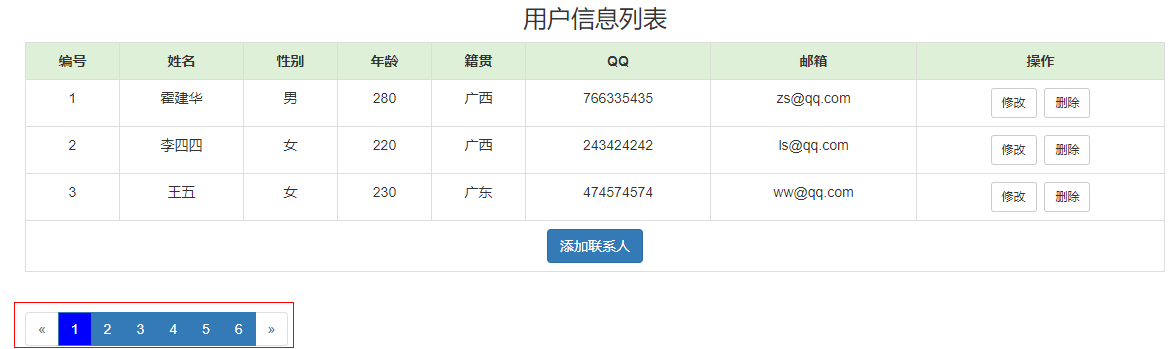 用户信息列表
编号 姓名 性别 年龄 籍贯 QQ 邮箱 操作
1 霍建华 男 280 广西 766335435 zs@qq.com 修改 删除
2 李四四 女 220 广西 243424242 ls@qq.com 修改 删除
3 王五 女 230 广东 474574574 ww@qq.com 修改 删除
添加联系人
« 1 2 3 4 5 6 »